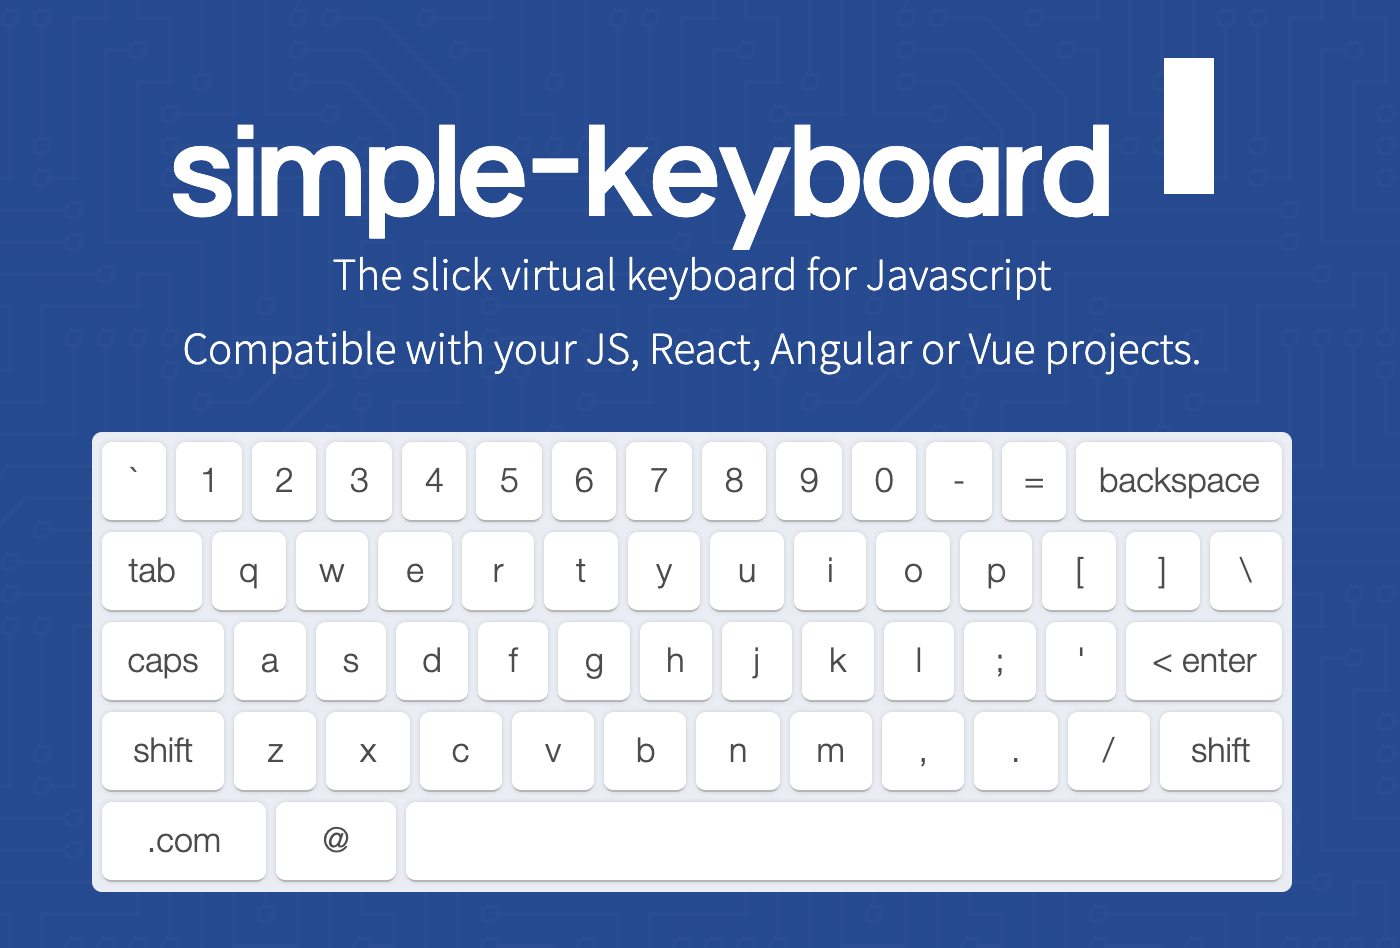 simple-keyboard
The slick virtual keyboard for Javascript
Compatible with your JS, React, Angular or Vue projects.
` 1 2 3 4 5 6 7 8 9 0 - = backspace
tab q w e r t y u i o p [ ] \
caps a s d f g h j k l ; ' < enter
shift z x c v b n m , . / shift
.com @